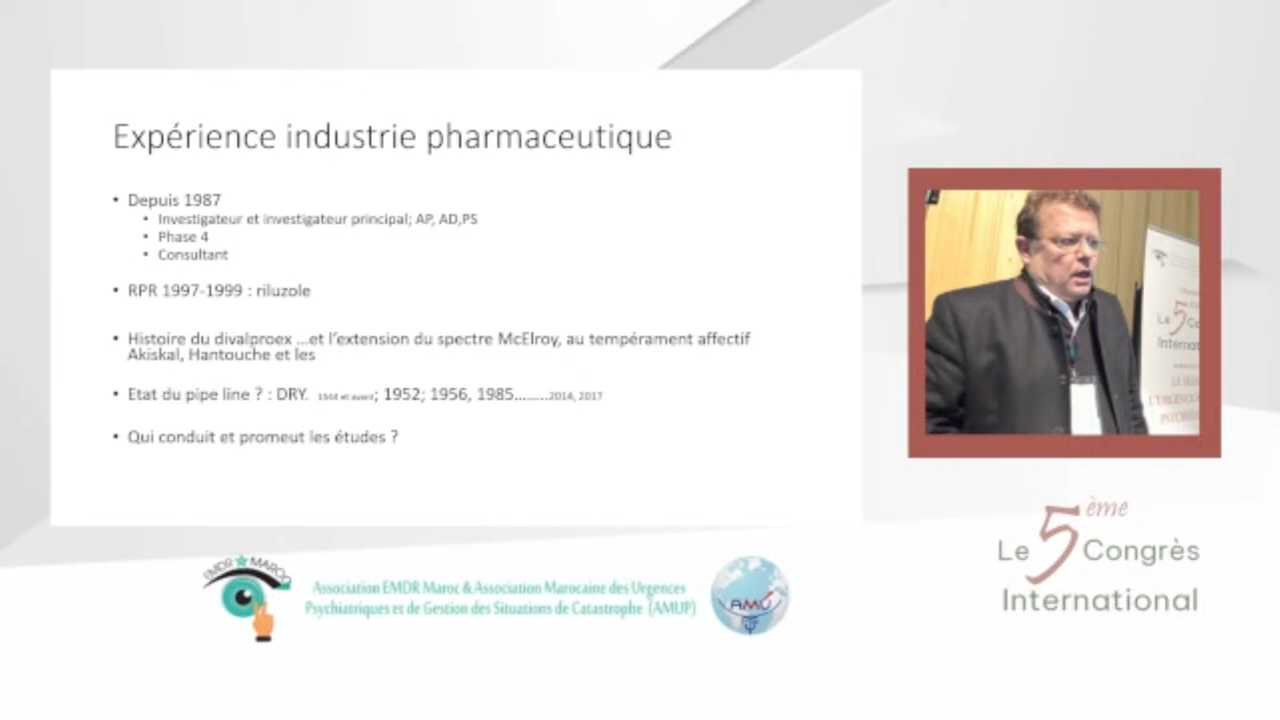 Expérience industrie pharmaceutique
• Depuis 1987
• Investigateur et investigateur principal; AP, AD,PS
• Phase 4
• Consultant
• RPR 1997-1999 : riluzole
• Histoire du divalproex ...et l'extension du spectre McElroy, au tempérament affectif
Akiskal, Hantouche et les
• Etat du pipe line ? : DRY. et avant; 1952; 1956, 1985........2014, 2017
• Qui conduit et promeut les études ?
Le 5
Internat
EMDR MAROC
Association EMDR Maroc & Association Marocaine des Urgences
Psychiatriques et de Gestion des Situations de Catastrophe (AMUP)
AMU
Le 5ème Congrès
International